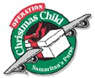 OPERATION
Christmas Child
Samaritan's Purse